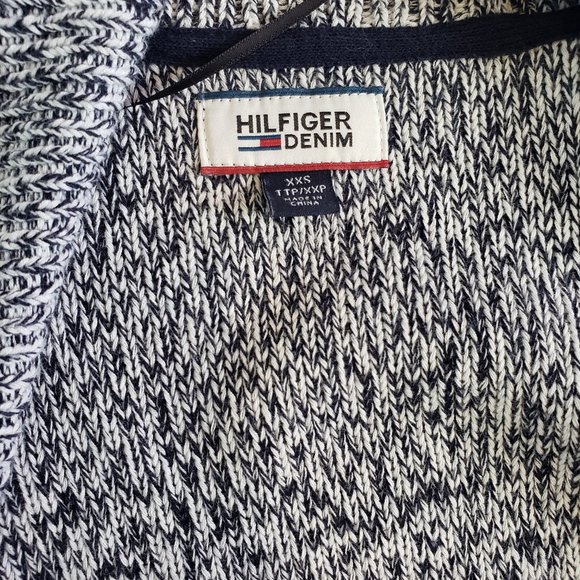 HILFIGER
DENIM
XXS
TTP/XXP
MADE IN
CHINA